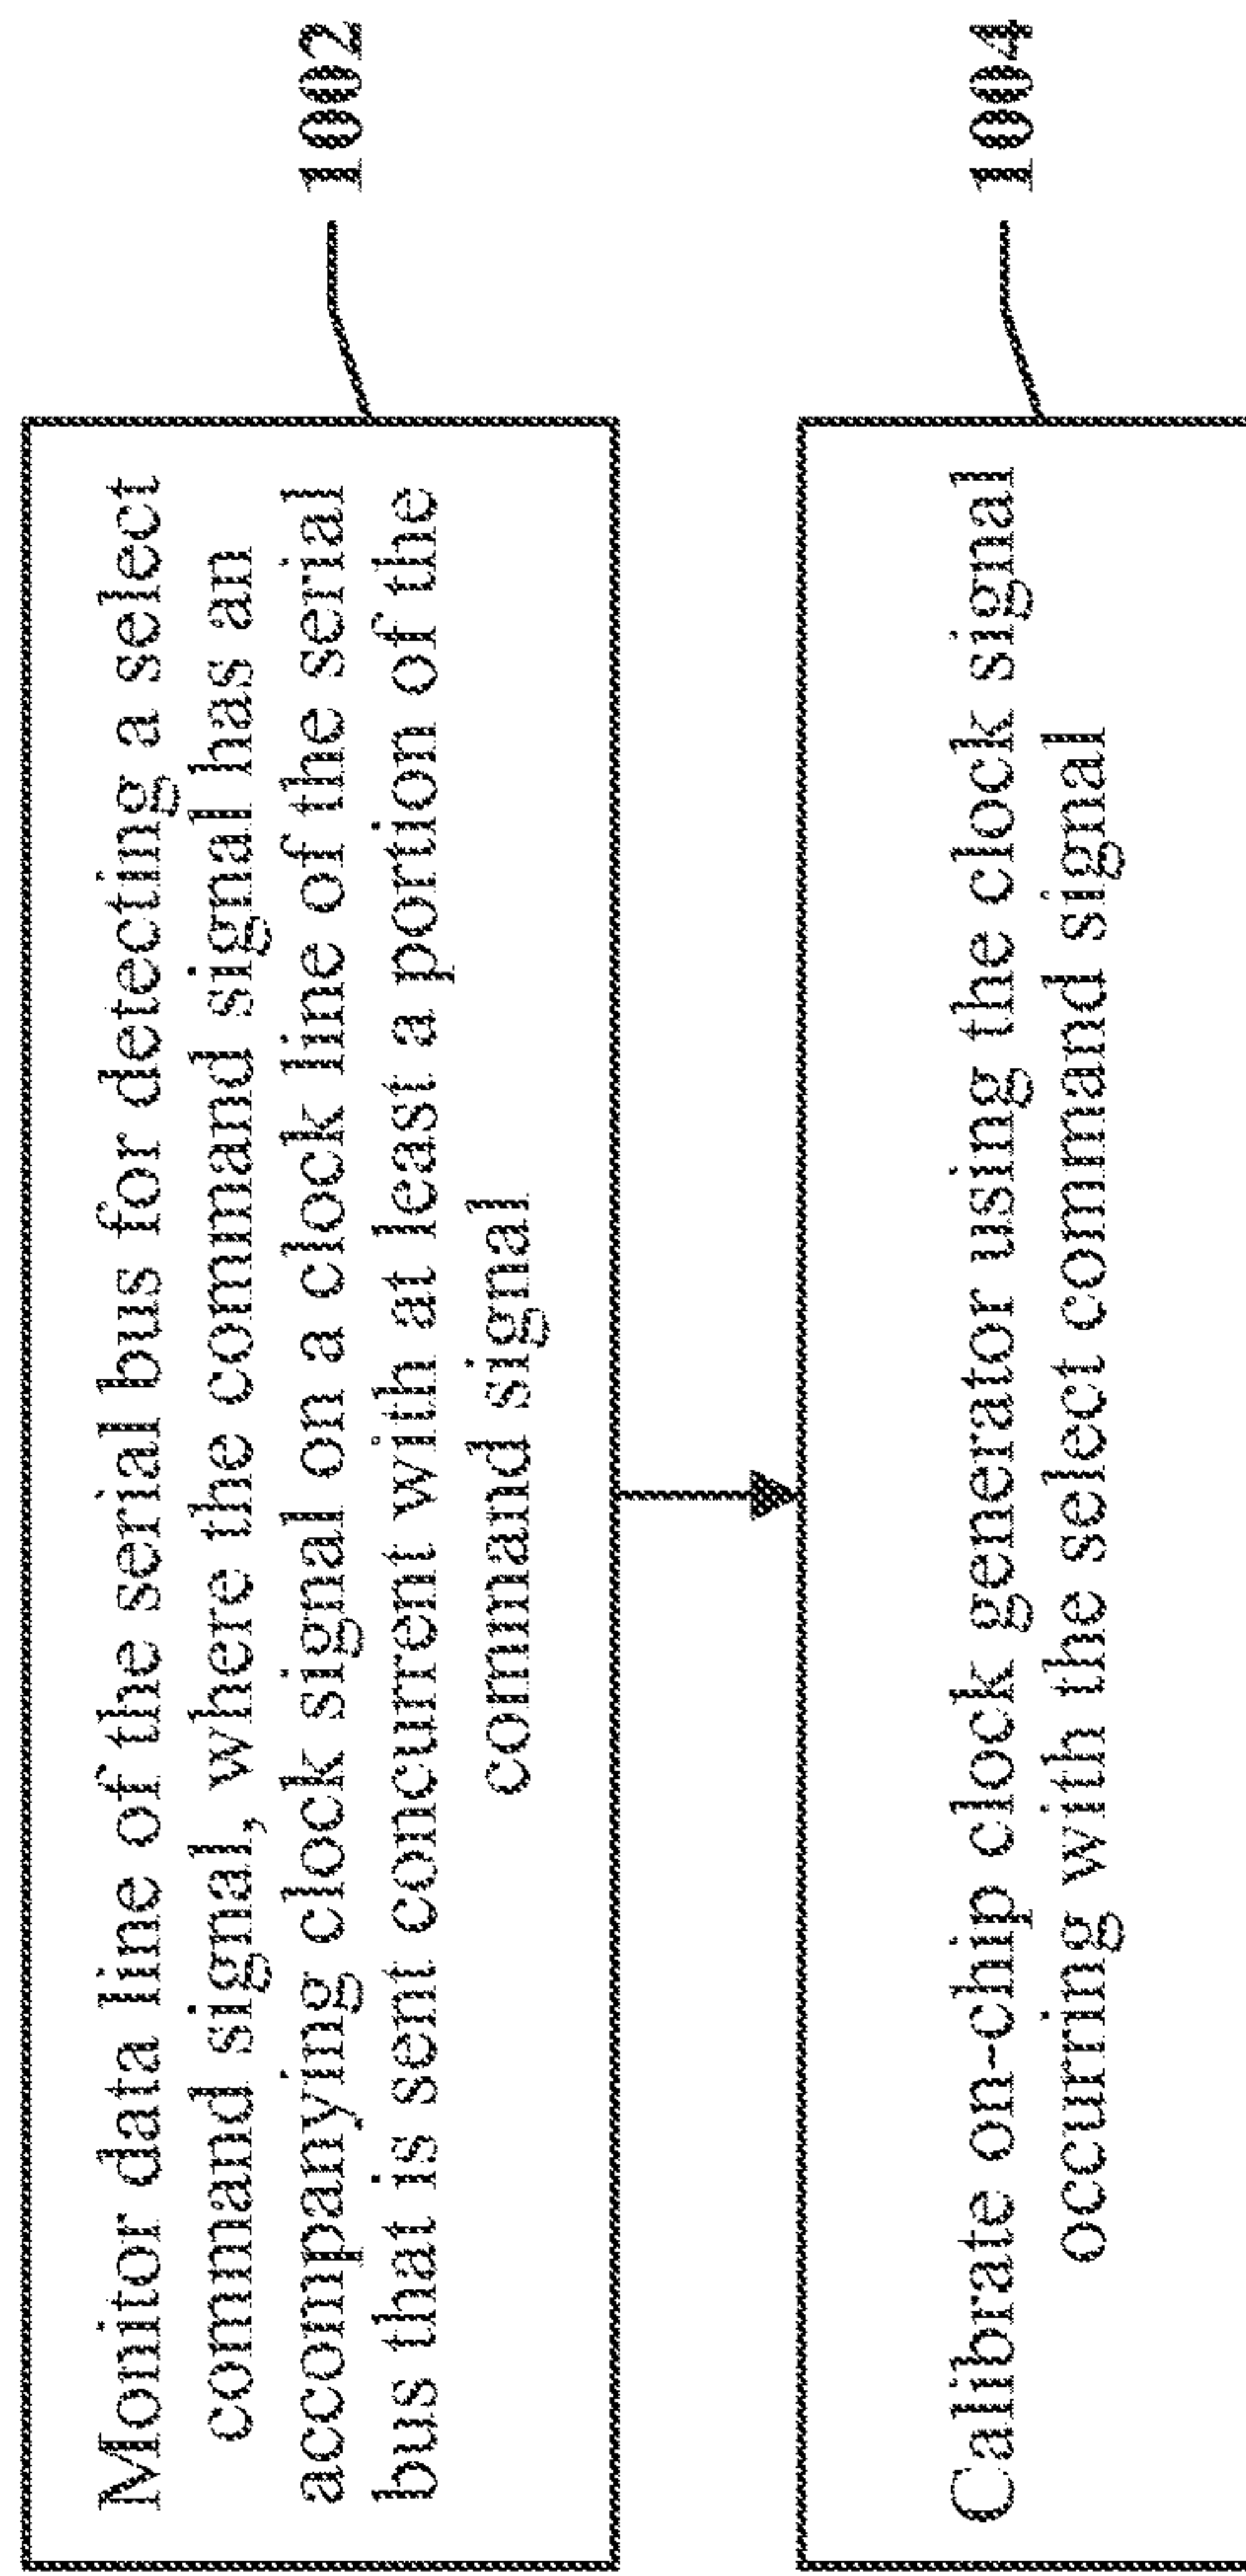 Monitor data line of the serial bus for detecting a select
command signal, where the command signal has an
accompanying clock signal on a clock line of the serial
bus that is sent concurrent with at least a portion of the
command signal
1002
Calibrate on-chip clock generator using the clock signal
occurring with the select command signal
1004